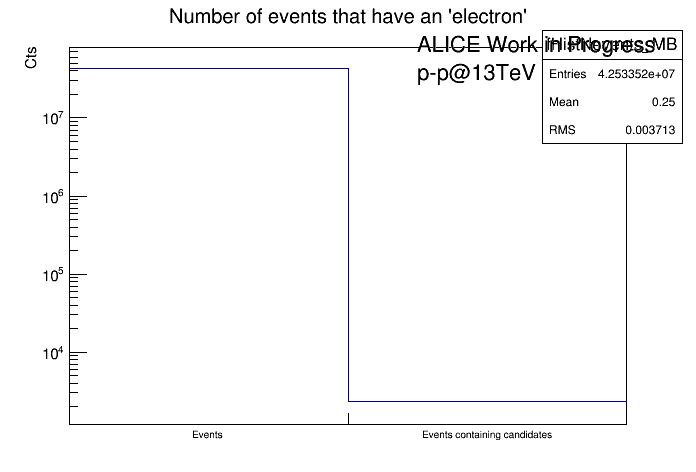 Number of events that have an 'electron'
Cts
ALICE Work in Progress
p-p@13TeV
MB
Entries 4.253352e+07
Mean 0.25
RMS 0.003713
10^7
10^6
10^5
10^4
Events
Events containing candidates